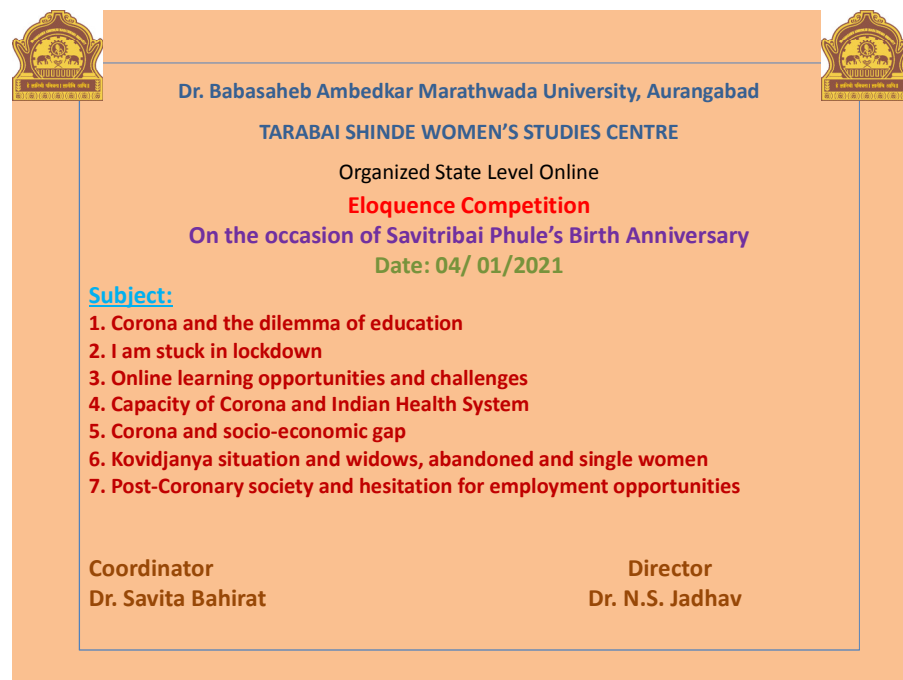 Dr. Babasaheb Ambedkar Marathwada University, Aurangabad
TARABAI SHINDE WOMEN'S STUDIES CENTRE
Organized State Level Online
Eloquence Competition
On the occasion of Savitribai Phule's Birth Anniversary
Date: 04/ 01/2021
Subject:
1. Corona and the dilemma of education
2. I am stuck in lockdown
3. Online learning opportunities and challenges
4. Capacity of Corona and Indian Health System
5. Corona and socio-economic gap
6. Kovidjanya situation and widows, abandoned and single women
7. Post-Coronary society and hesitation for employment opportunities
Coordinator Director
Dr. Savita Bahirat Dr. N.S. Jadhav